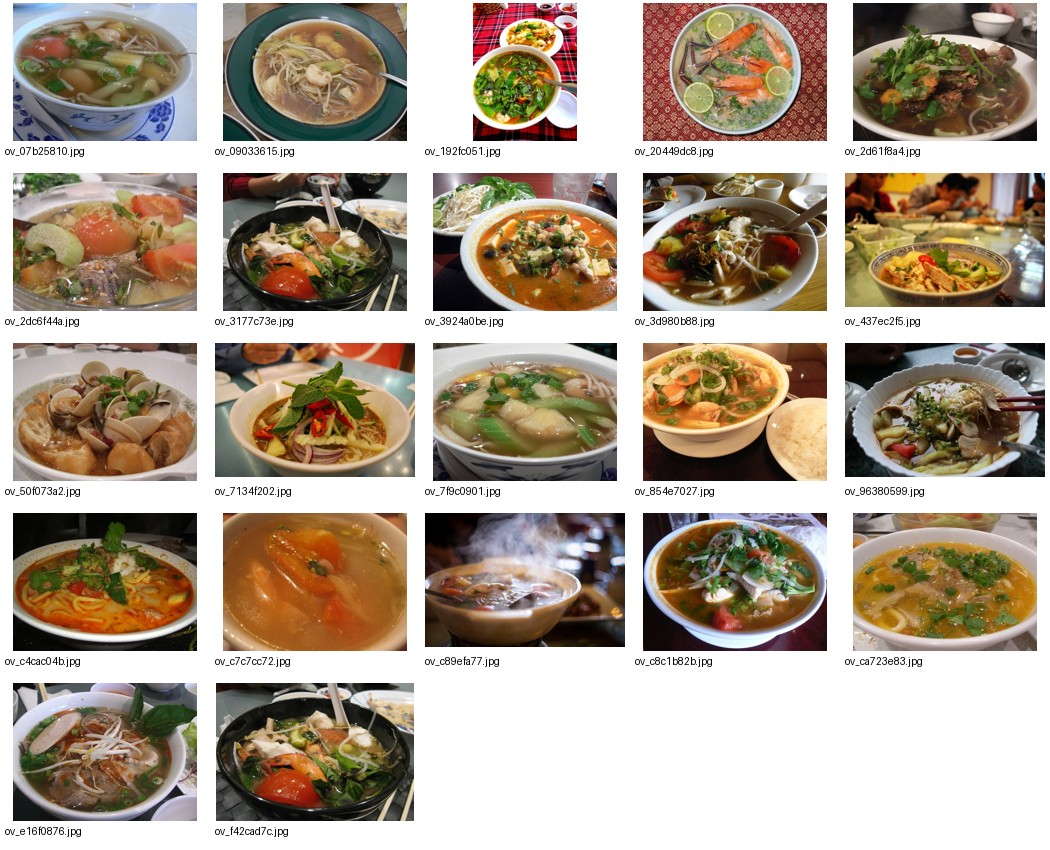 ov_07b25810.jpg
ov_09033615.jpg
ov_192fc051.jpg
ov_20449dc8.jpg
ov_2d61f8a4.jpg
ov_2dc6f44a.jpg
ov_3177c73e.jpg
ov_3924a0be.jpg
ov_3d980b88.jpg
ov_437ec2f5.jpg
ov_50f073a2.jpg
ov_7134f202.jpg
ov_7f9c0901.jpg
ov_854e7027.jpg
ov_96380599.jpg
ov_c4cac04b.jpg
ov_c7c7cc72.jpg
ov_c89efa77.jpg
ov_c8c1b82b.jpg
ov_ca723e83.jpg
ov_e16f0876.jpg
ov_f42cad7c.jpg